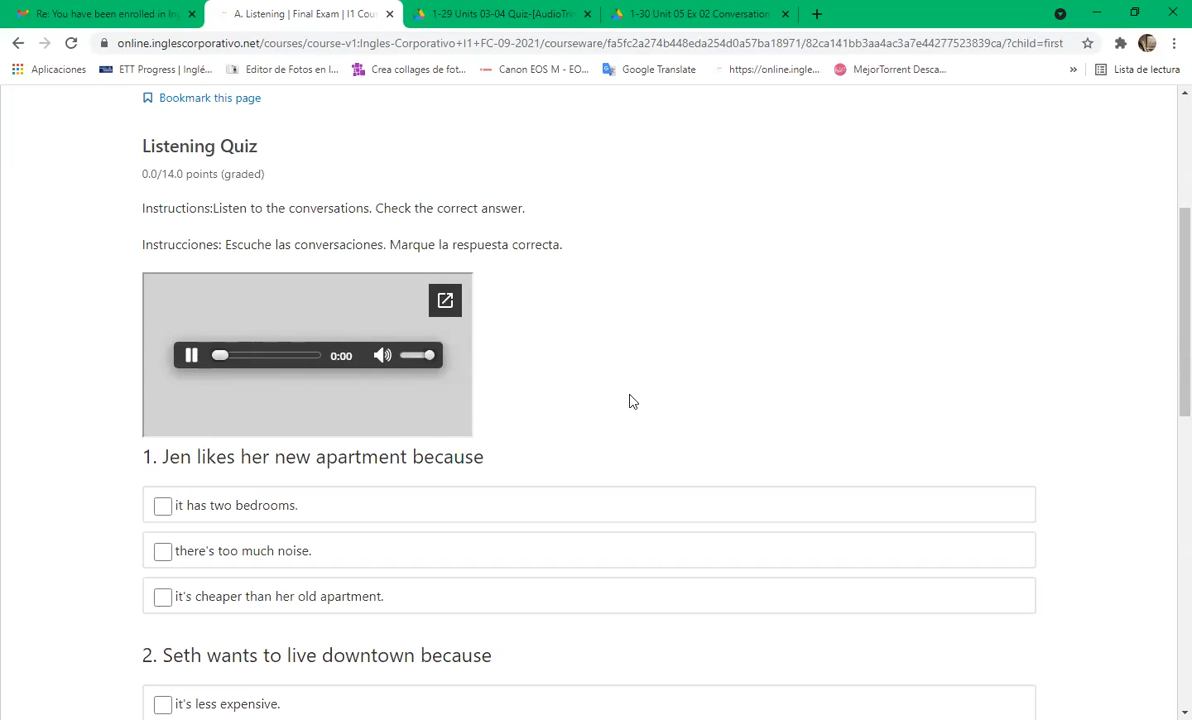 Re: You have been enrolled in In
A. Listening | Final Exam | I1 Cou
1-29 Units 03-04 Quiz-[AudioTri
1-30 Unit 05 Ex 02 Conversation
online.inglescorporativo.net/courses/course-v1:Ingles-Corporativo+I1+FC-09-2021/courseware/fa5fc2a274b448eda254d0a57ba18971/82ca141bb3aa4ac3a7e44277523839ca/?child=first
Aplicaciones
ETT Progress | Inglé...
Editor de Fotos en l...
Crea collages de fot...
Canon EOS M - EO...
Google Translate
https://online.ingle...
MejorTorrent Desca...
»
Lista de lectura
Bookmark this page
Listening Quiz
0.0/14.0 points (graded)
Instructions:Listen to the conversations. Check the correct answer.
Instrucciones: Escuche las conversaciones. Marque la respuesta correcta.
0:00
1. Jen likes her new apartment because
it has two bedrooms.
there's too much noise.
it's cheaper than her old apartment.
2. Seth wants to live downtown because
it's less expensive.